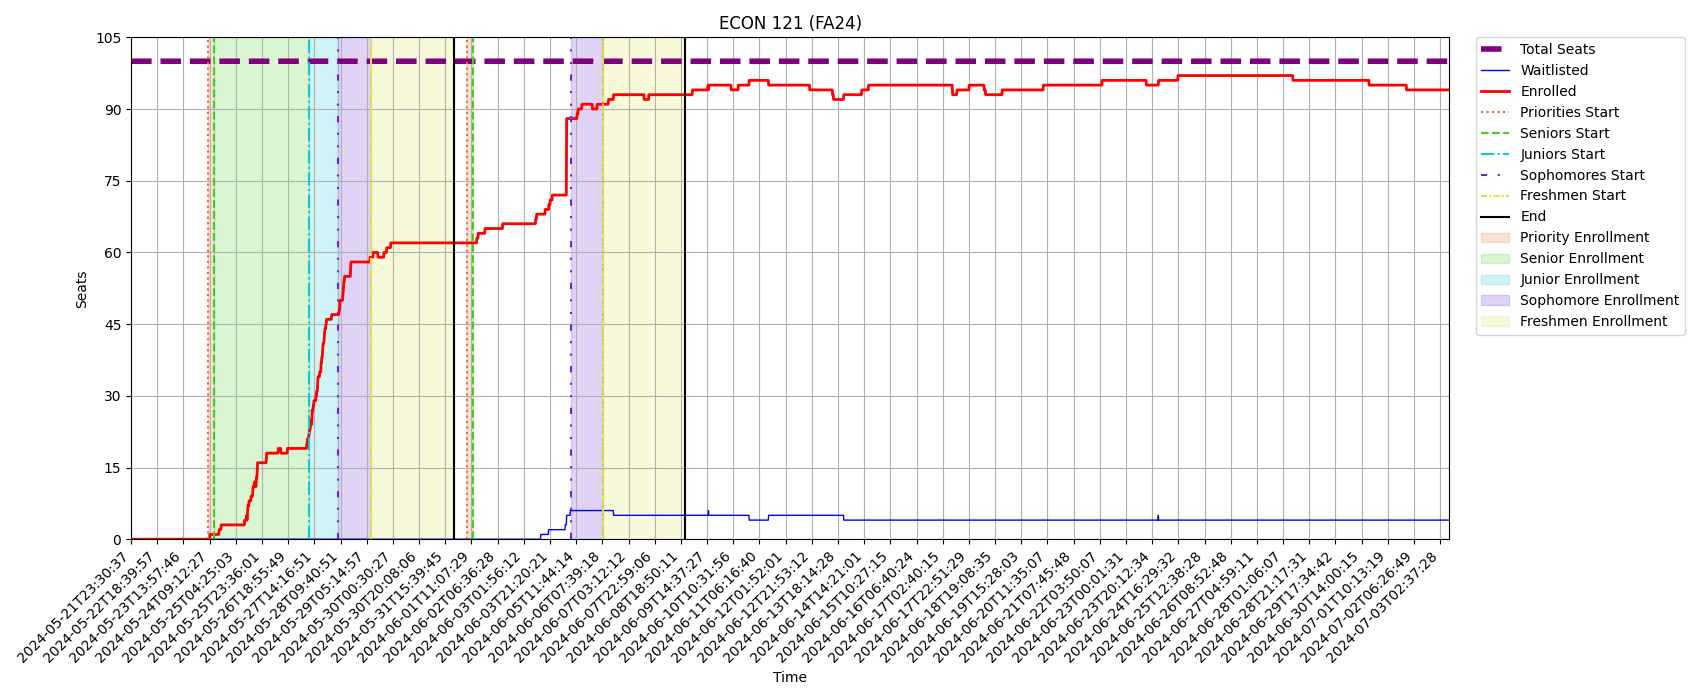 ECON 121 (FA24)
105
90
75
60
45
30
15
0
Seats
2024-05-21T23:30:37
2024-05-22T18:39:57
2024-05-23T13:57:46
2024-05-24T09:12:27
2024-05-25T04:25:03
2024-05-25T23:36:01
2024-05-26T18:55:49
2024-05-27T14:16:51
2024-05-28T09:40:51
2024-05-29T05:14:57
2024-05-30T00:30:27
2024-05-30T20:08:06
2024-05-31T15:39:45
2024-06-01T11:07:29
2024-06-02T06:36:28
2024-06-03T01:56:12
2024-06-03T21:20:21
2024-06-05T11:44:14
2024-06-06T07:39:18
2024-06-07T03:12:12
2024-06-07T22:59:06
2024-06-08T18:50:11
2024-06-09T14:37:27
2024-06-10T10:31:56
2024-06-11T06:16:40
2024-06-12T01:52:01
2024-06-12T21:53:12
2024-06-13T18:14:28
2024-06-14T14:21:01
2024-06-15T10:27:15
2024-06-16T06:40:24
2024-06-17T02:40:15
2024-06-17T22:51:29
2024-06-18T19:08:35
2024-06-19T15:28:03
2024-06-20T11:35:07
2024-06-21T07:45:48
2024-06-22T03:50:07
2024-06-23T00:01:31
2024-06-23T20:12:34
2024-06-24T16:29:32
2024-06-25T12:38:28
2024-06-26T08:52:48
2024-06-27T04:59:11
2024-06-28T01:06:07
2024-06-28T21:17:31
2024-06-29T17:34:42
2024-06-30T14:00:15
2024-07-01T10:13:19
2024-07-02T06:26:49
2024-07-03T02:37:28
Time
Total Seats
Waitlisted
Enrolled
Priorities Start
Seniors Start
Juniors Start
Sophomores Start
Freshmen Start
End
Priority Enrollment
Senior Enrollment
Junior Enrollment
Sophomore Enrollment
Freshmen Enrollment